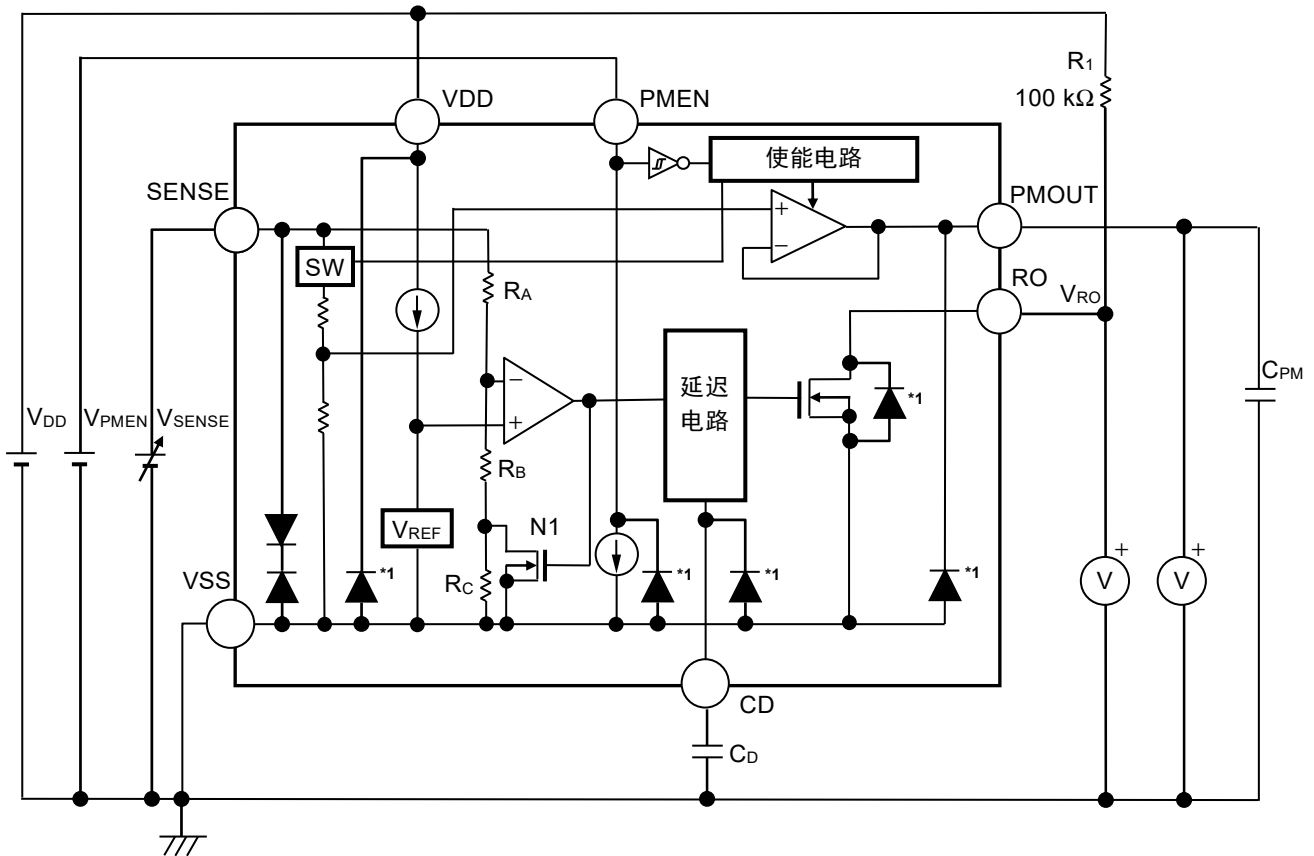 R1
100 kΩ
VDD
PMEN
使能电路
SENSE
PMOUT
+
−
SW
RO
VRO
RA
−
+
延迟
电路
*1
CPM
VDD
VPMEN
VSENSE
RB
VREF
N1
VSS
*1
RC
*1
*1
*1
+
V
+
V
CD
CD